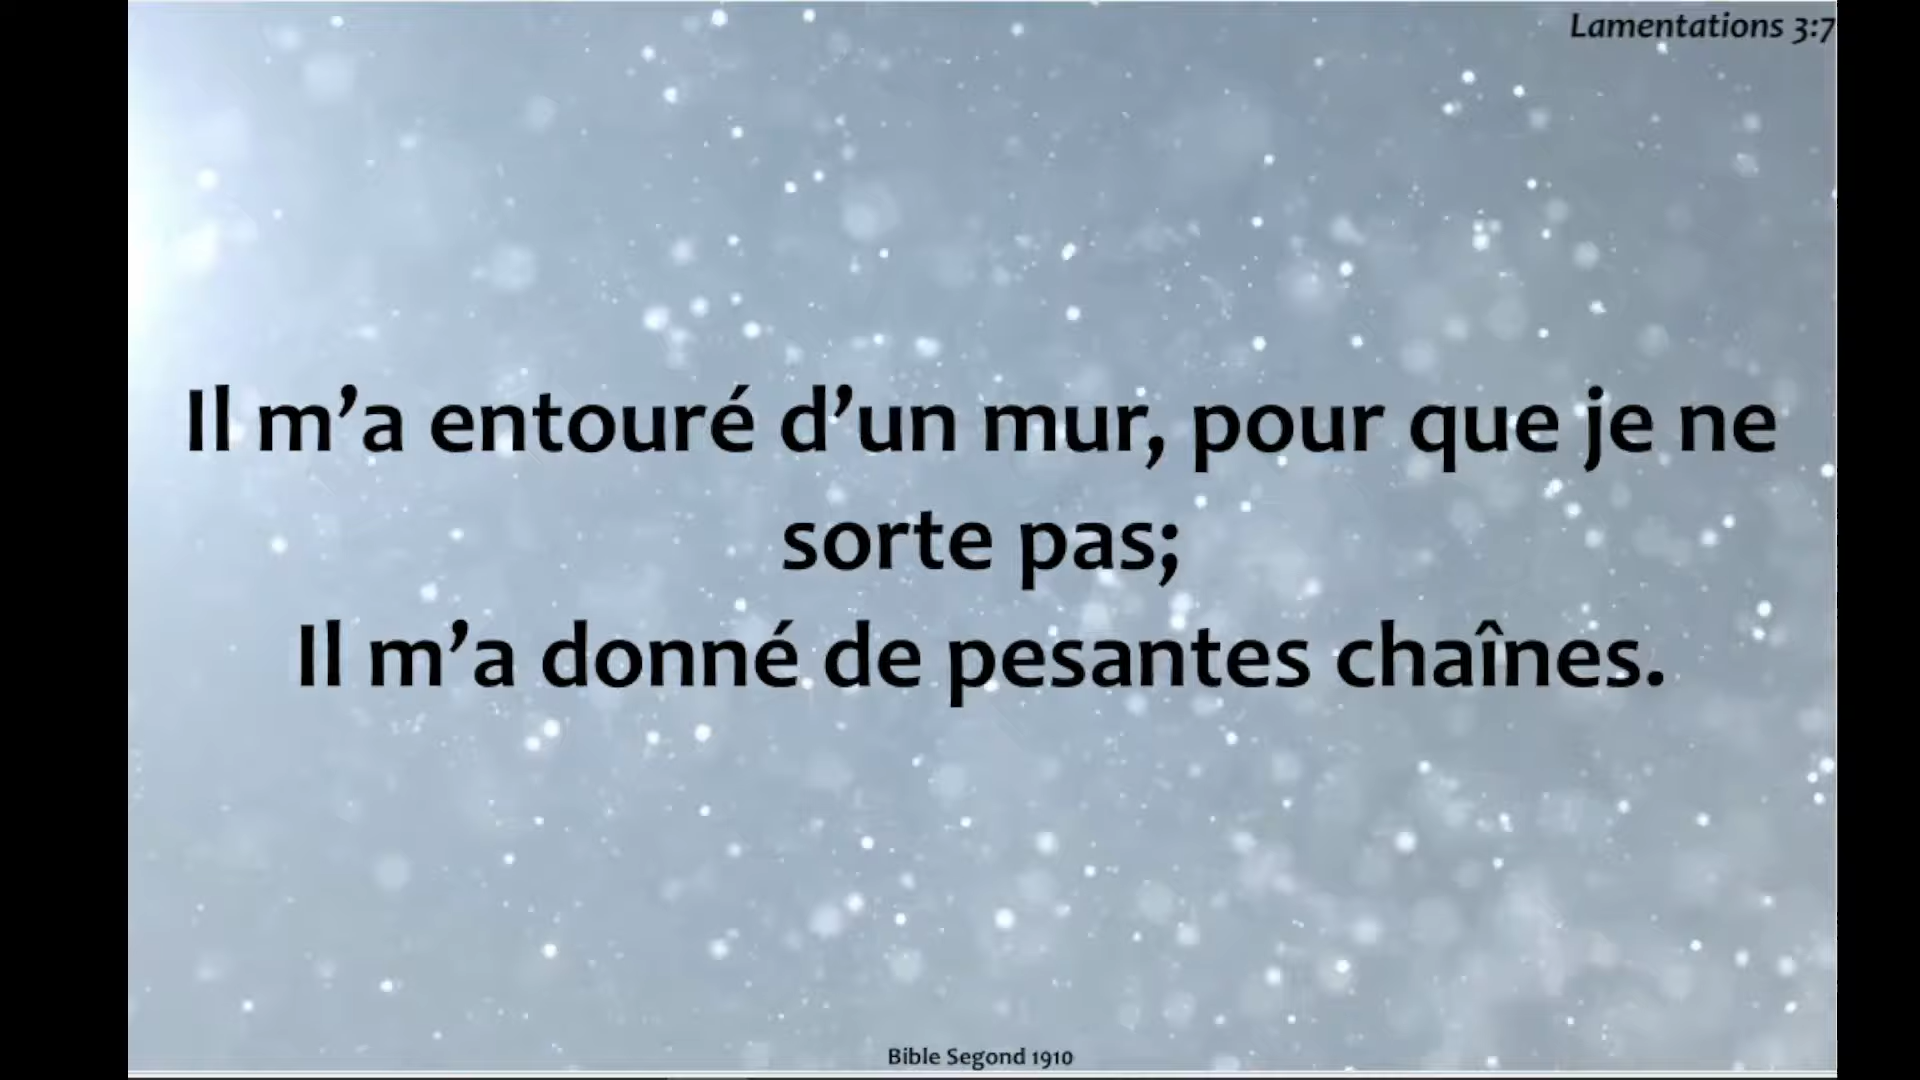 Lamentations 3:7
Il m’a entouré d’un mur, pour que je ne
sorte pas;
Il m’a donné de pesantes chaînes.
Bible Segond 1910